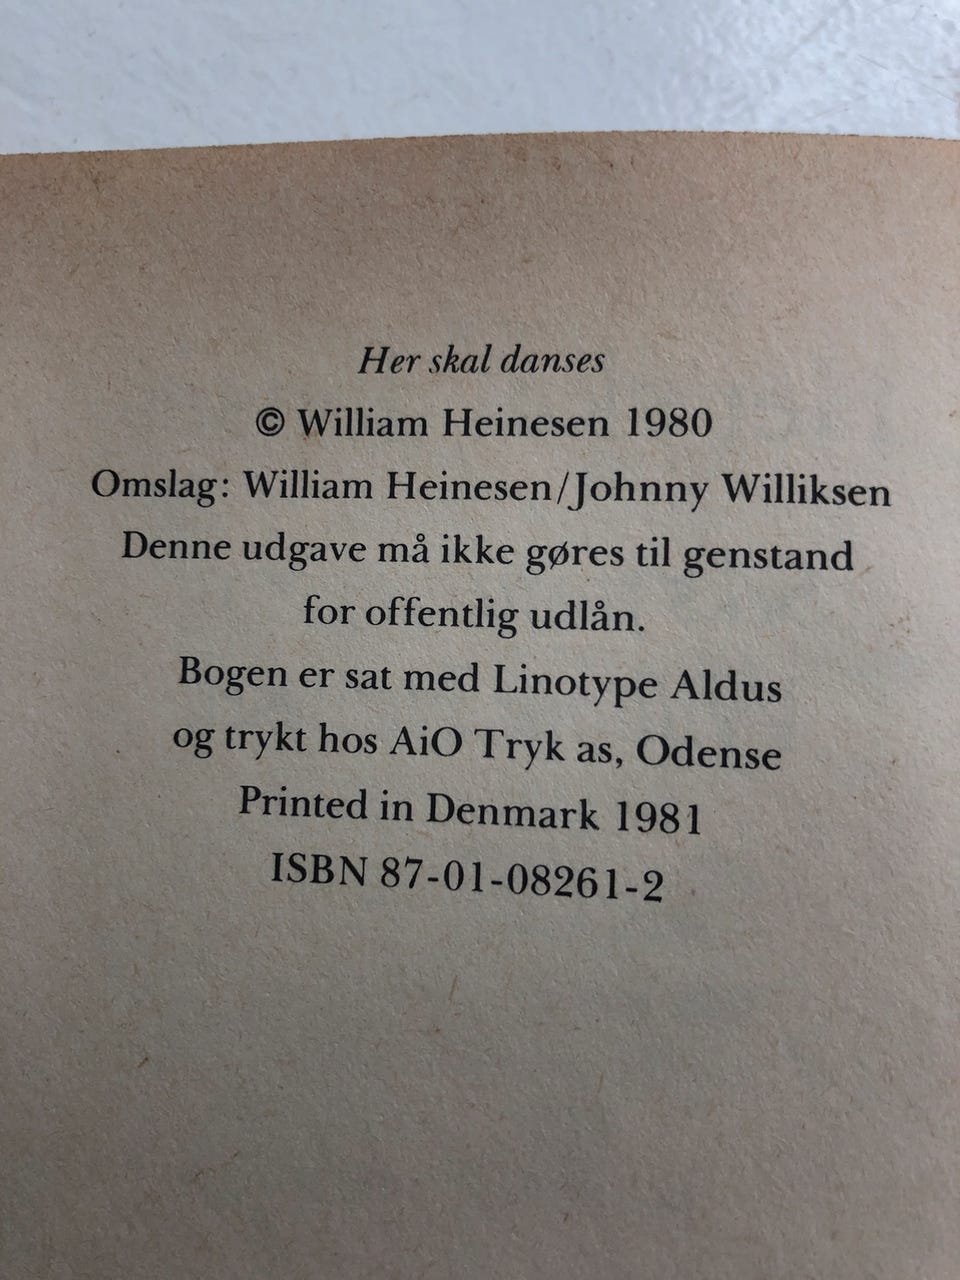 Her skal danses
© William Heinesen 1980
Omslag: William Heinesen/Johnny Williksen
Denne udgave må ikke gøres til genstand
for offentlig udlån.
Bogen er sat med Linotype Aldus
og trykt hos AiO Tryk as, Odense
Printed in Denmark 1981
ISBN 87-01-08261-2